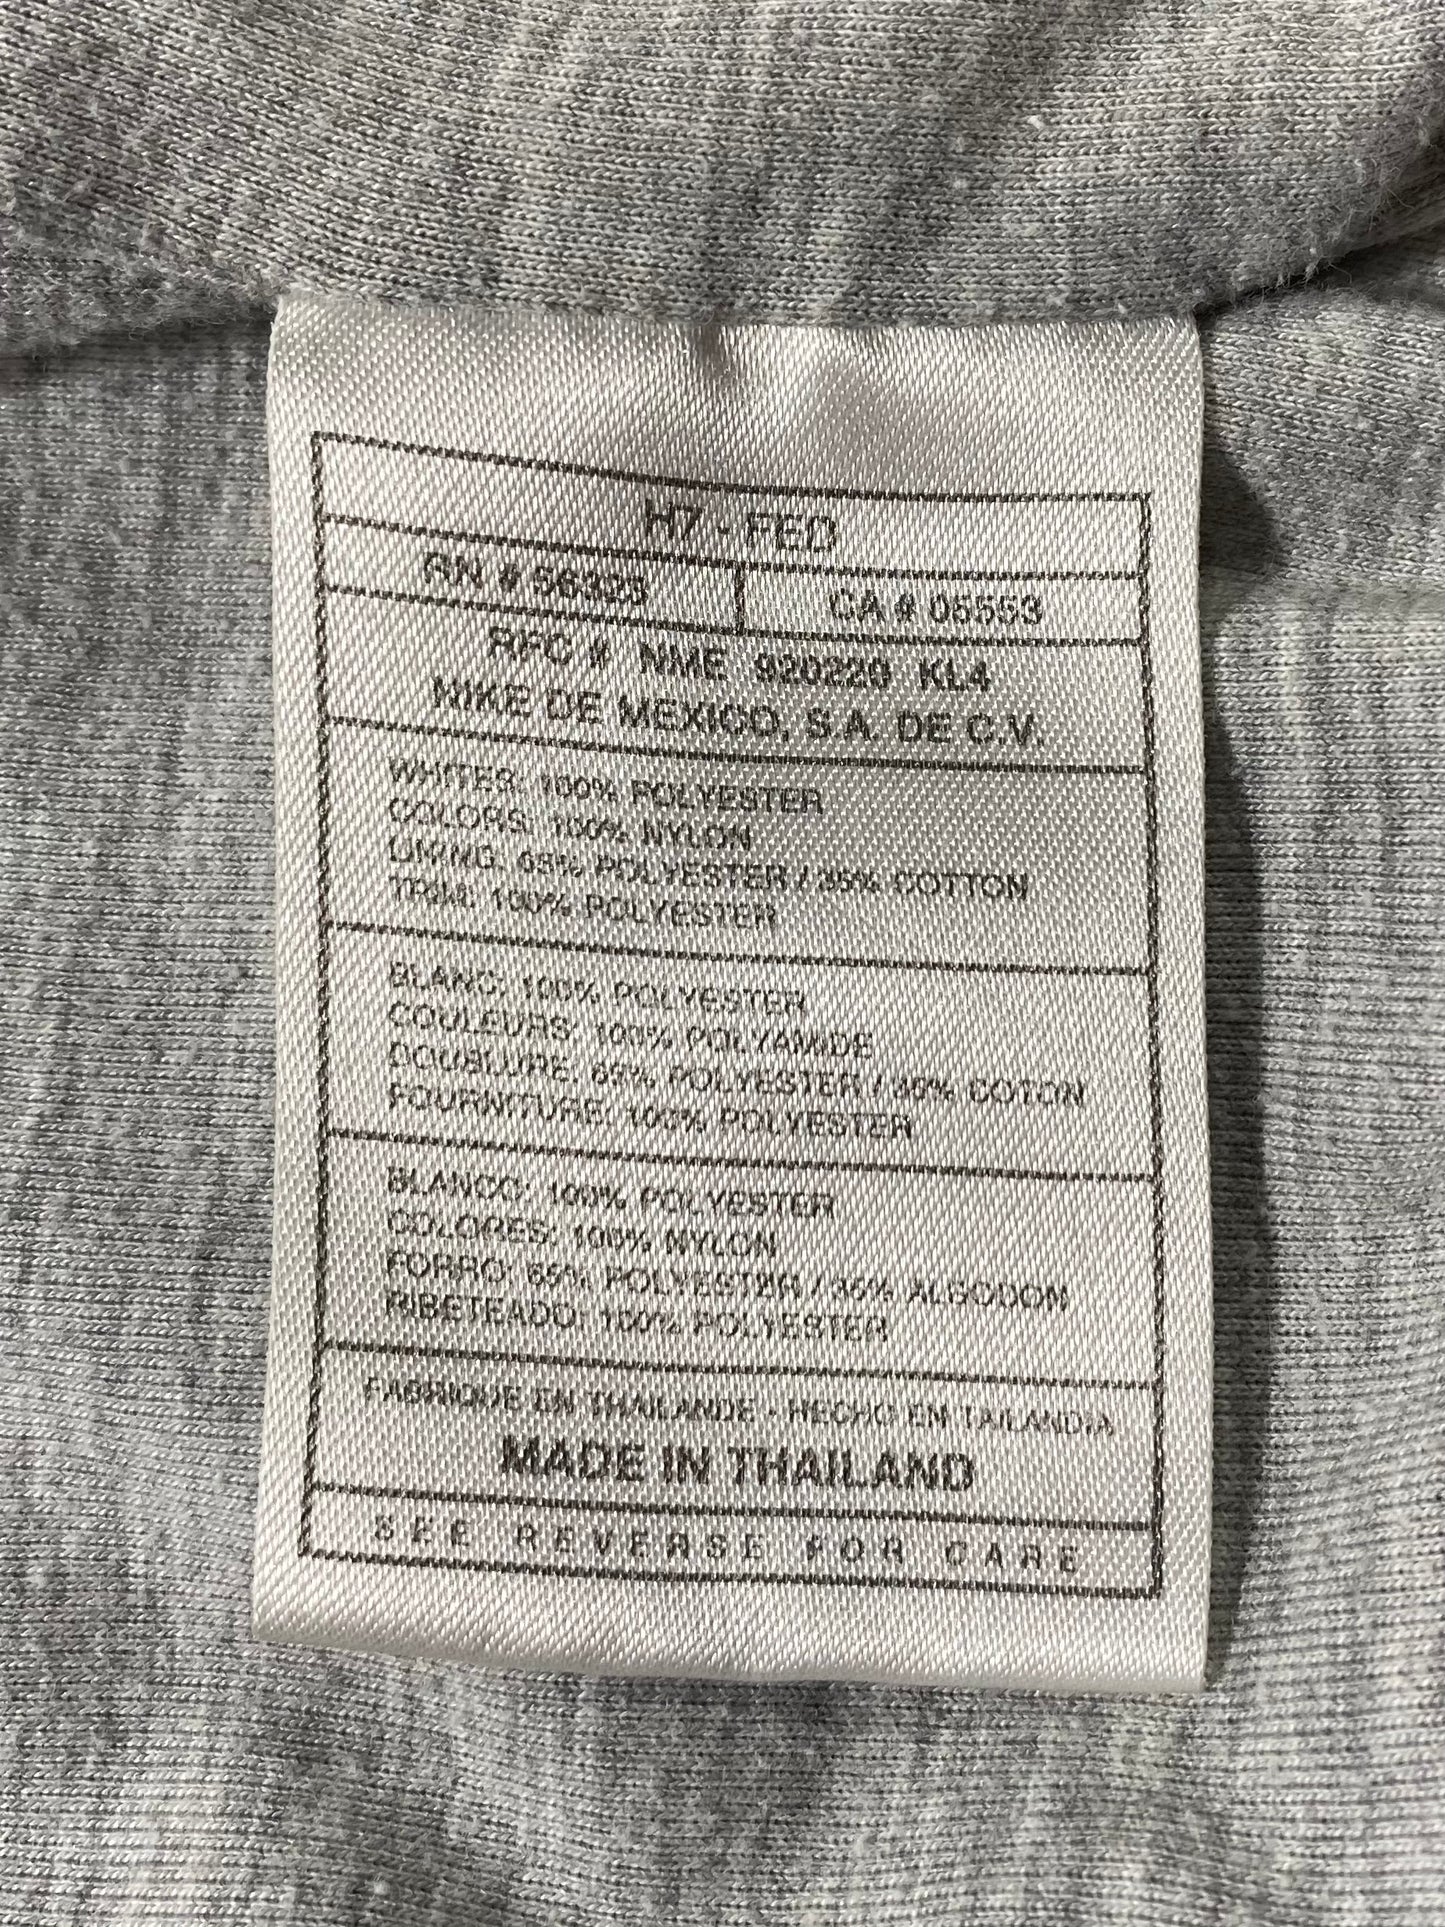 H7 - FED
RN # 56323 CA # 05553
RFC # NME 920220 KL4
NIKE DE MEXICO, S.A. DE C.V.
WHITES: 100% POLYESTER
COLORS: 100% NYLON
LINING: 65% POLYESTER / 35% COTTON
TRIM: 100% POLYESTER
BLANC: 100% POLYESTER
COULEURS: 100% POLYAMIDE
DOUBLURE: 65% POLYESTER / 35% COTON
FOURNITURE: 100% POLYESTER
BLANCO: 100% POLYESTER
COLORES: 100% NYLON
FORRO: 65% POLYESTER / 35% ALGODON
RIBETEADO: 100% POLYESTER
FABRIQUE EN THAILANDE - HECHO EN TAILANDIA
MADE IN THAILAND
SEE REVERSE FOR CARE